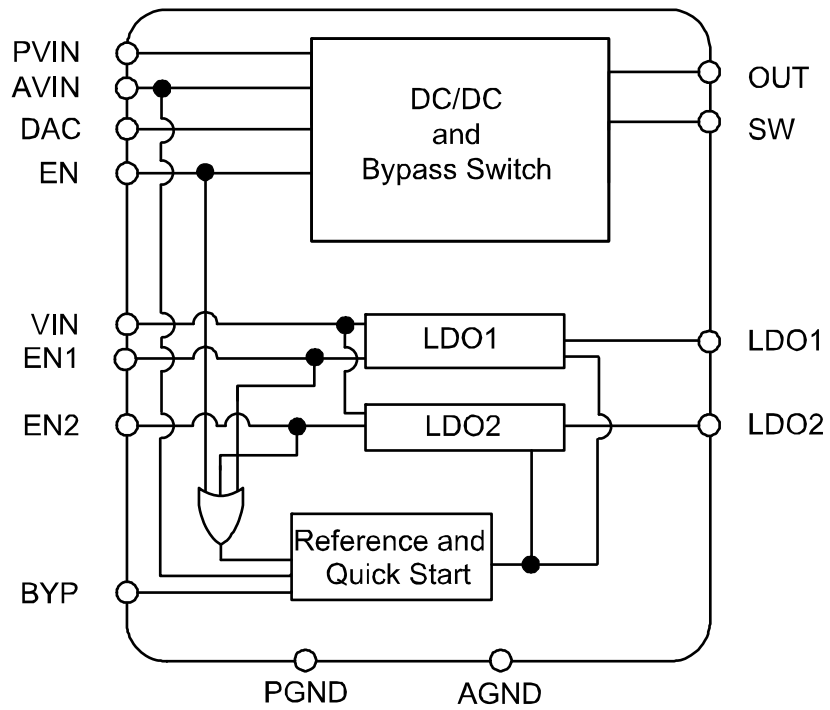 PVIN
AVIN
DAC
EN
DC/DC
and
Bypass Switch
OUT
SW
VIN
EN1
EN2
LDO1
LDO2
LDO1
LDO2
Reference and
Quick Start
BYP
PGND
AGND